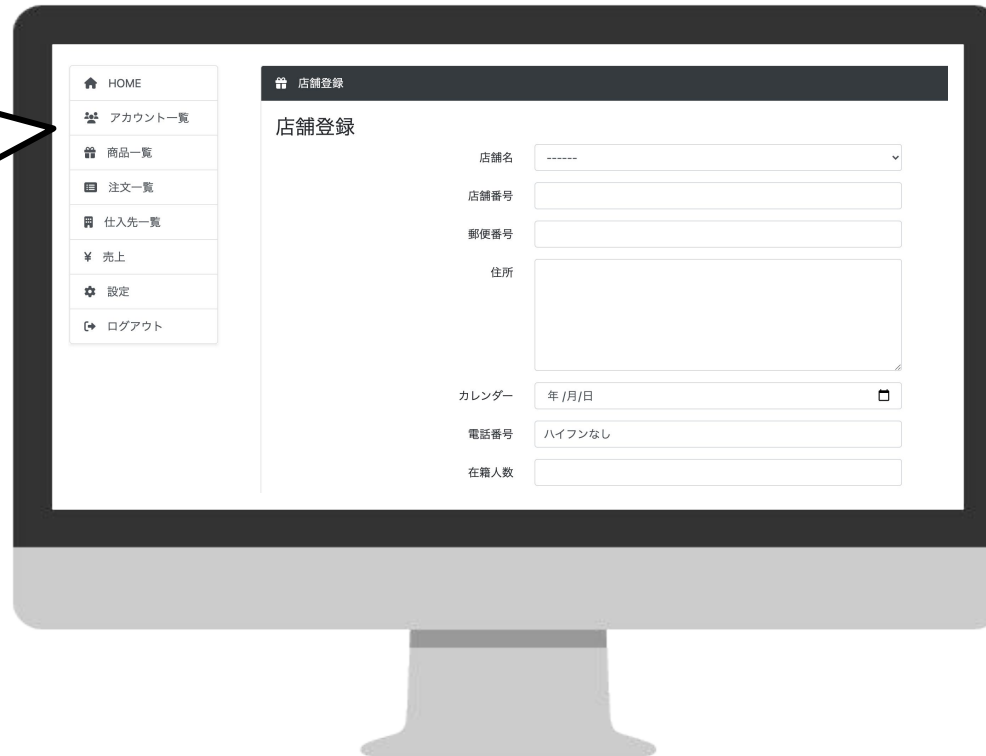 HOME
アカウント一覧
商品一覧
注文一覧
仕入先一覧
¥ 売上
設定
ログアウト
店舗登録
店舗登録
店舗名 ------
店舗番号
郵便番号
住所
カレンダー 年 /月/日
電話番号 ハイフンなし
在籍人数